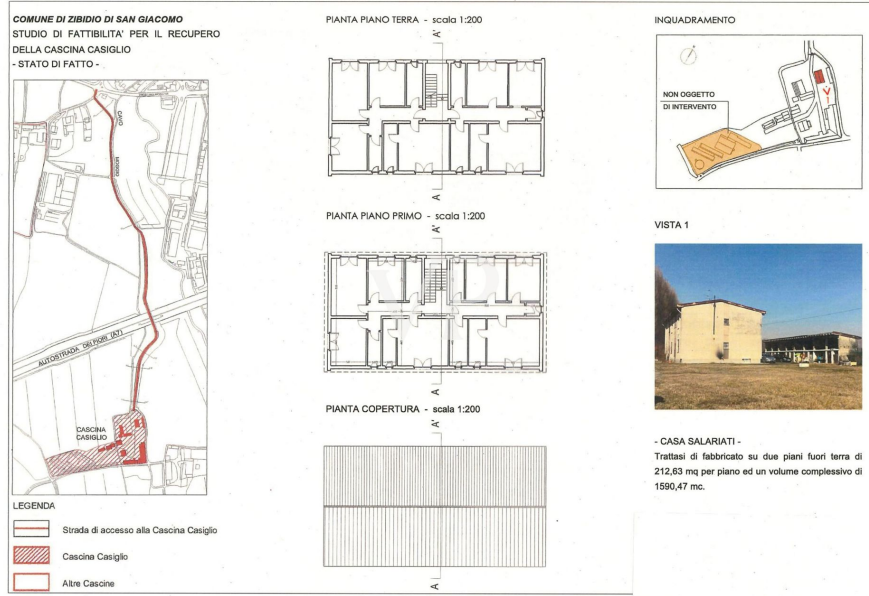 COMUNE DI ZIBIDIO DI SAN GIACOMO
STUDIO DI FATTIBILITA' PER IL RECUPERO
DELLA CASCINA CASIGLIO
- STATO DI FATTO -
CAVO
MOGGIO
AUTOSTRADA DEI FIORI (A7)
CASCINA
CASIGLIO
LEGENDA
Strada di accesso alla Cascina Casiglio
Cascina Casiglio
Altre Cascine
PIANTA PIANO TERRA - scala 1:200
A'
A
PIANTA PIANO PRIMO - scala 1:200
A'
A
PIANTA COPERTURA - scala 1:200
A'
A
INQUADRAMENTO
NON OGGETTO
DI INTERVENTO
VISTA 1
- CASA SALARIATI -
Trattasi di fabbricato su due piani fuori terra di
212,63 mq per piano ed un volume complessivo di
1590,47 mc.